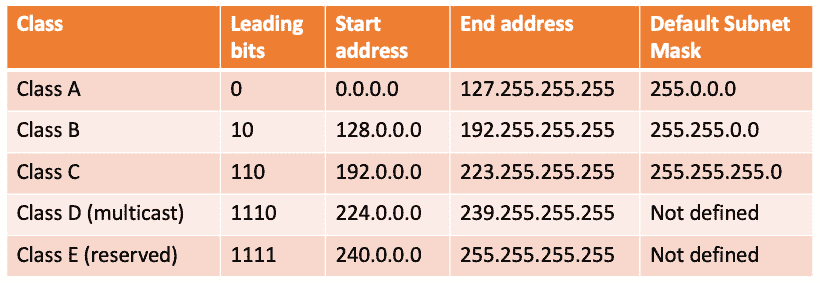 Class Leading bits Start address End address Default Subnet Mask
Class A 0 0.0.0.0 127.255.255.255 255.0.0.0
Class B 10 128.0.0.0 192.255.255.255 255.255.0.0
Class C 110 192.0.0.0 223.255.255.255 255.255.255.0
Class D (multicast) 1110 224.0.0.0 239.255.255.255 Not defined
Class E (reserved) 1111 240.0.0.0 255.255.255.255 Not defined